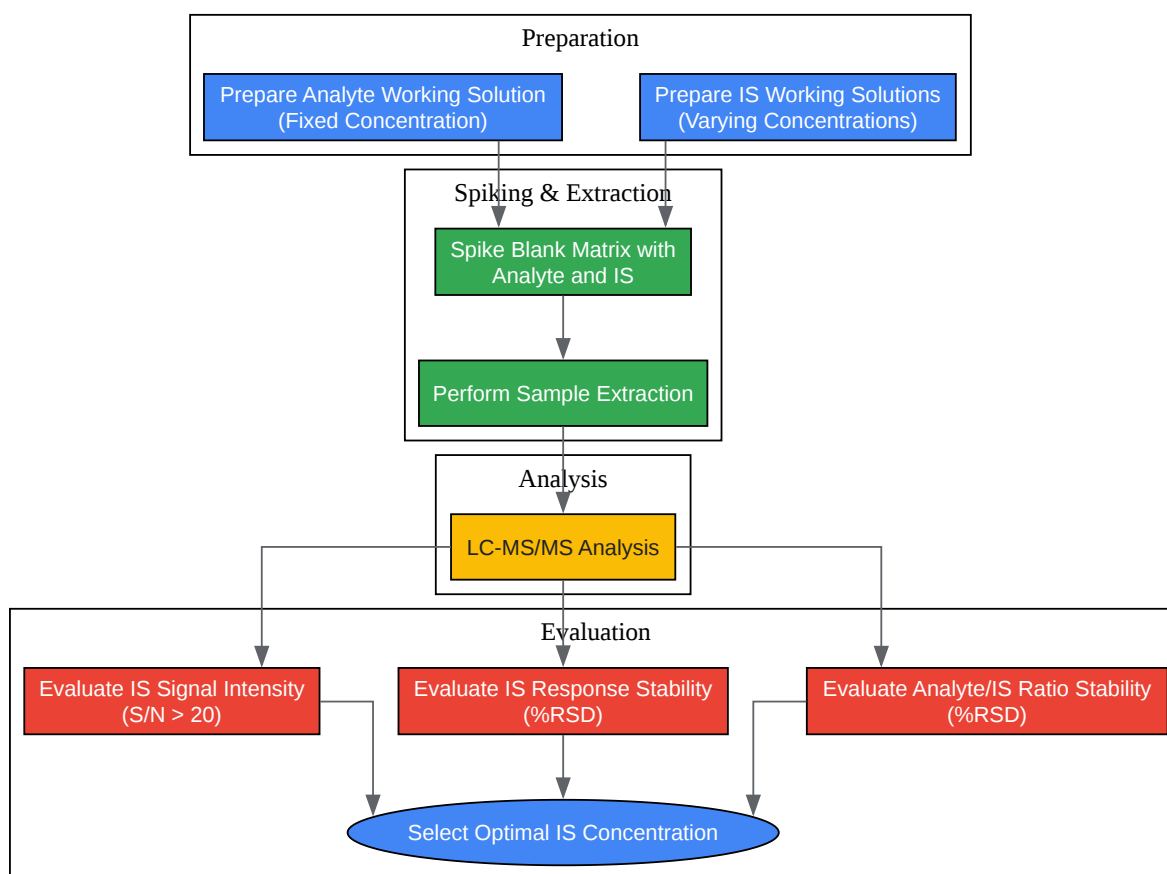 Preparation
Prepare Analyte Working Solution
(Fixed Concentration)
Prepare IS Working Solutions
(Varying Concentrations)
Spiking & Extraction
Spike Blank Matrix with
Analyte and IS
Perform Sample Extraction
Analysis
LC-MS/MS Analysis
Evaluation
Evaluate IS Signal Intensity
(S/N > 20)
Evaluate IS Response Stability
(%RSD)
Evaluate Analyte/IS Ratio Stability
(%RSD)
Select Optimal IS Concentration